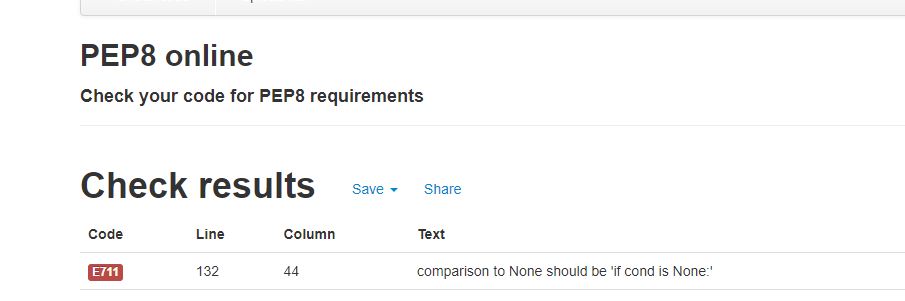 PEP8 online
Check your code for PEP8 requirements
Check results Save Share
Code Line Column Text
E711 132 44 comparison to None should be 'if cond is None:'